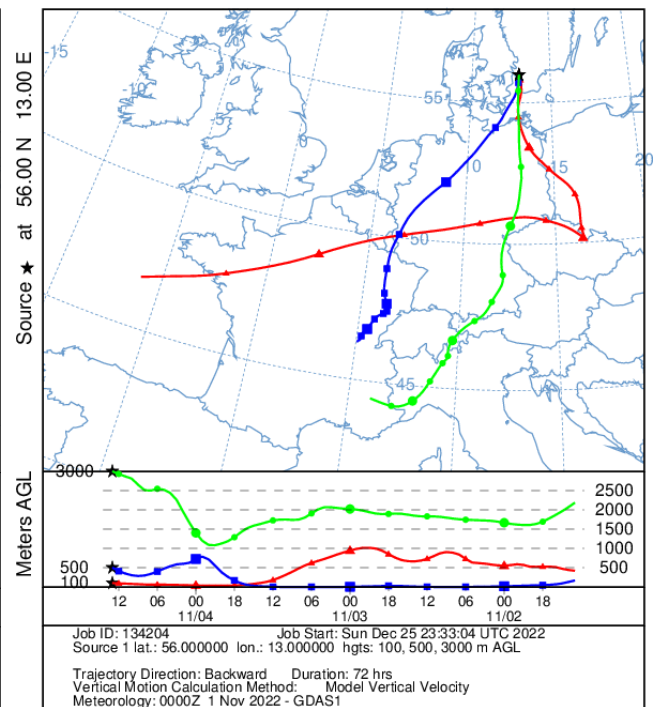 Source ★ at 56.00 N 13.00 E
-15
-10
-5
0
55
15
20
50
45
Meters AGL
3000
500
100
2500
2000
1500
1000
500
12 06 00 18 12 06 00 18 12 06 00 18
11/04 11/03 11/02
Job ID: 134204 Job Start: Sun Dec 25 23:33:04 UTC 2022
Source 1 lat.: 56.000000 lon.: 13.000000 hgts: 100, 500, 3000 m AGL
Trajectory Direction: Backward Duration: 72 hrs
Vertical Motion Calculation Method: Model Vertical Velocity
Meteorology: 0000Z 1 Nov 2022 - GDAS1